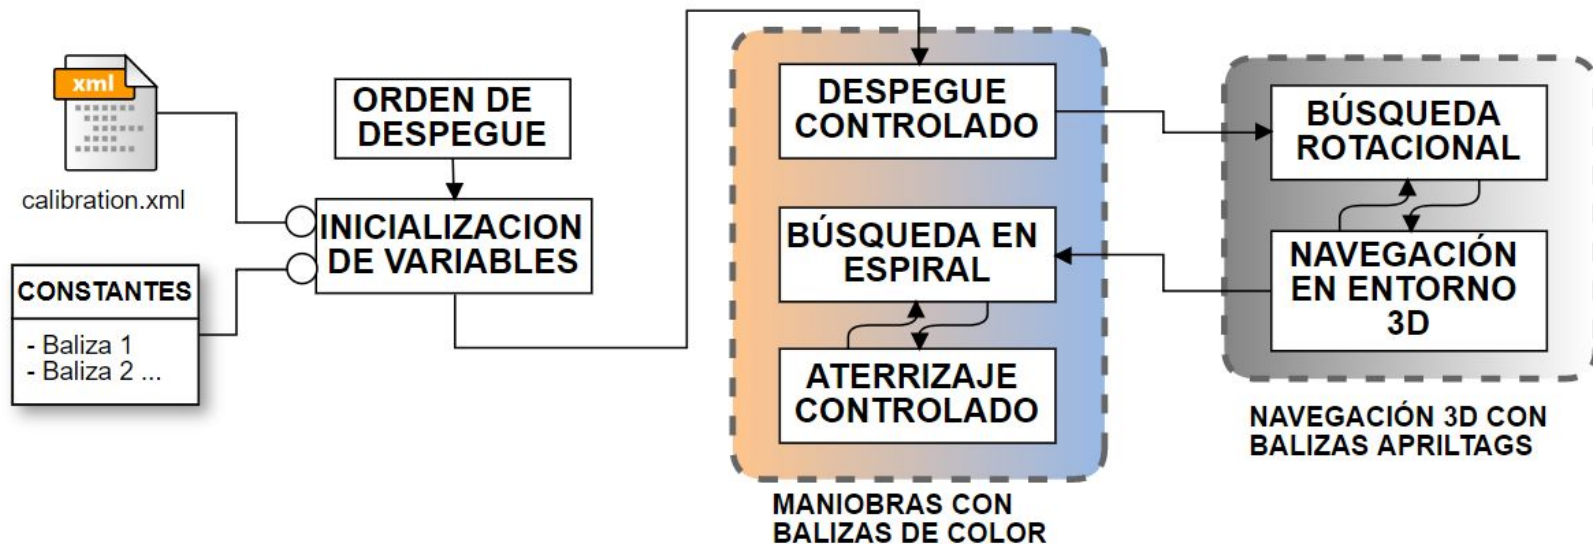 xml
calibration.xml
CONSTANTES
- Baliza 1
- Baliza 2 ...
ORDEN DE
DESPEGUE
INICIALIZACION
DE VARIABLES
DESPEGUE
CONTROLADO
BÚSQUEDA EN
ESPIRAL
ATERRIZAJE
CONTROLADO
MANIOBRAS CON
BALIZAS DE COLOR
BÚSQUEDA
ROTACIONAL
NAVEGACIÓN
EN ENTORNO
3D
NAVEGACIÓN 3D CON
BALIZAS APRILTAGS